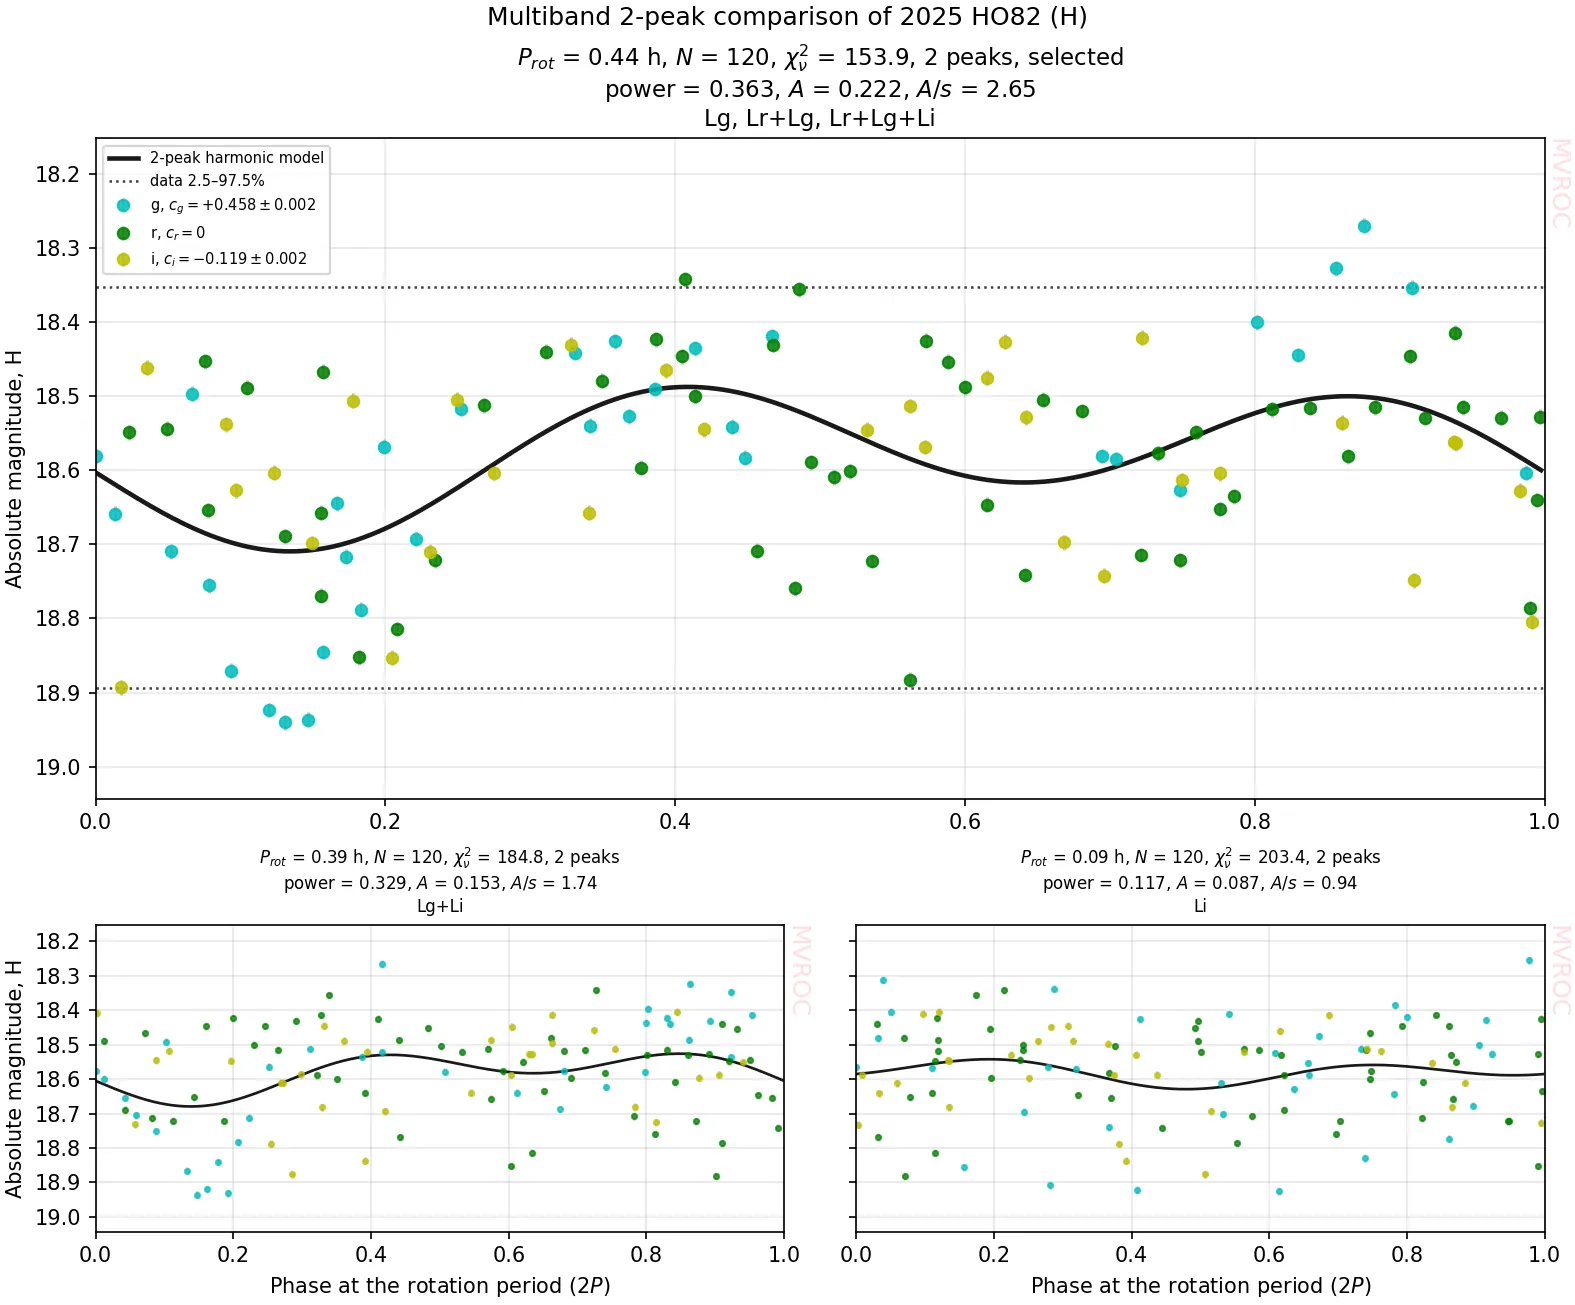 Multiband 2-peak comparison of 2025 HO82 (H)
P_rot = 0.44 h, N = 120, χ²_ν = 153.9, 2 peaks, selected
power = 0.363, A = 0.222, A/s = 2.65
Lg, Lr+Lg, Lr+Lg+Li
2-peak harmonic model
data 2.5–97.5%
g, c_g = +0.458 ± 0.002
r, c_r = 0
i, c_i = −0.119 ± 0.002
MVROC
Absolute magnitude, H
18.2
18.3
18.4
18.5
18.6
18.7
18.8
18.9
19.0
0.0 0.2 0.4 0.6 0.8 1.0
P_rot = 0.39 h, N = 120, χ²_ν = 184.8, 2 peaks
power = 0.329, A = 0.153, A/s = 1.74
Lg+Li
MVROC
Absolute magnitude, H
18.2
18.3
18.4
18.5
18.6
18.7
18.8
18.9
19.0
0.0 0.2 0.4 0.6 0.8 1.0
Phase at the rotation period (2P)
P_rot = 0.09 h, N = 120, χ²_ν = 203.4, 2 peaks
power = 0.117, A = 0.087, A/s = 0.94
Li
MVROC
0.0 0.2 0.4 0.6 0.8 1.0
Phase at the rotation period (2P)